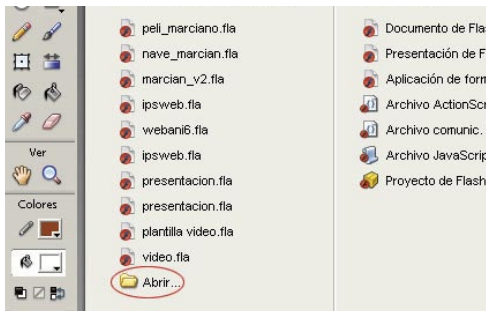 peli_marciano.fla
nave_marcian.fla
marcian_v2.fla
ipsweb.fla
webani6.fla
ipsweb.fla
presentacion.fla
presentacion.fla
plantilla video.fla
video.fla
Abrir...
Documento de Flas
Presentación de F
Aplicación de form
Archivo ActionScr
Archivo comunic.
Archivo JavaScrip
Proyecto de Flash
Ver
Colores